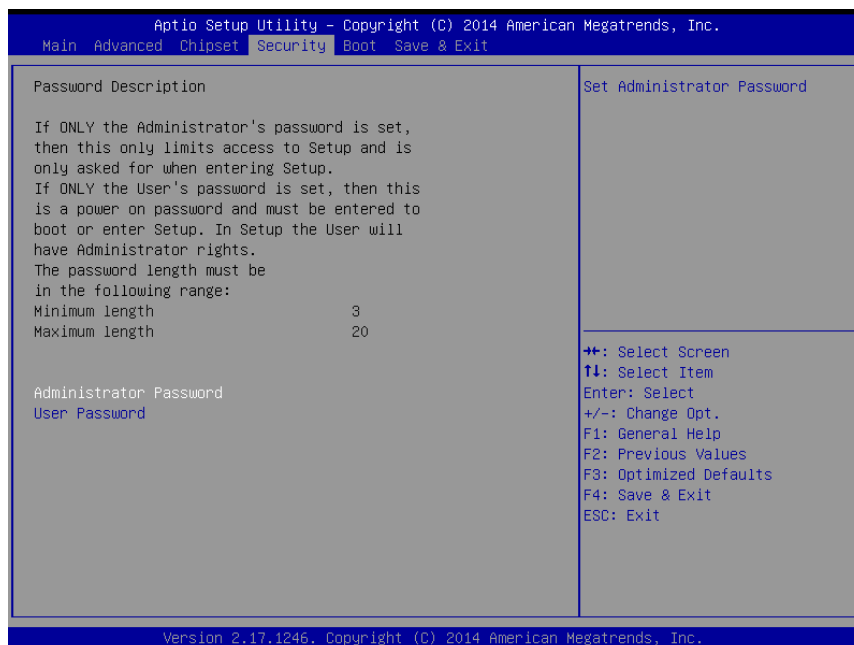 Aptio Setup Utility – Copyright (C) 2014 American Megatrends, Inc.
Main Advanced Chipset Security Boot Save & Exit
Password Description
If ONLY the Administrator's password is set,
then this only limits access to Setup and is
only asked for when entering Setup.
If ONLY the User's password is set, then this
is a power on password and must be entered to
boot or enter Setup. In Setup the User will
have Administrator rights.
The password length must be
in the following range:
Minimum length 3
Maximum length 20
Administrator Password
User Password
Set Administrator Password
→←: Select Screen
↑↓: Select Item
Enter: Select
+/-: Change Opt.
F1: General Help
F2: Previous Values
F3: Optimized Defaults
F4: Save & Exit
ESC: Exit
Version 2.17.1246. Copyright (C) 2014 American Megatrends, Inc.